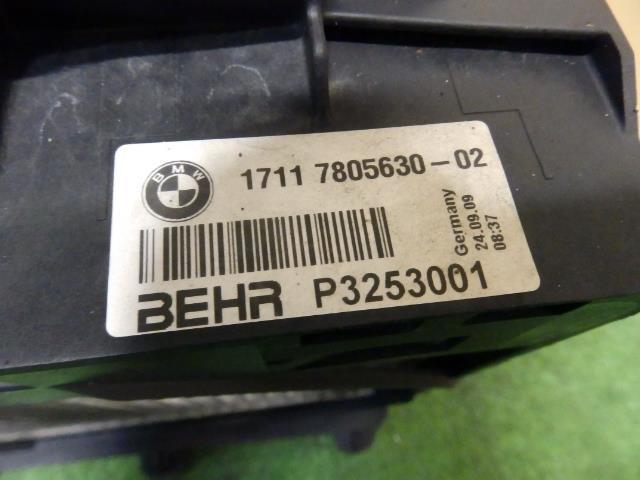 BMW
1711 7805630-02
Germany
24.09.09
08:37
BEHR P3253001